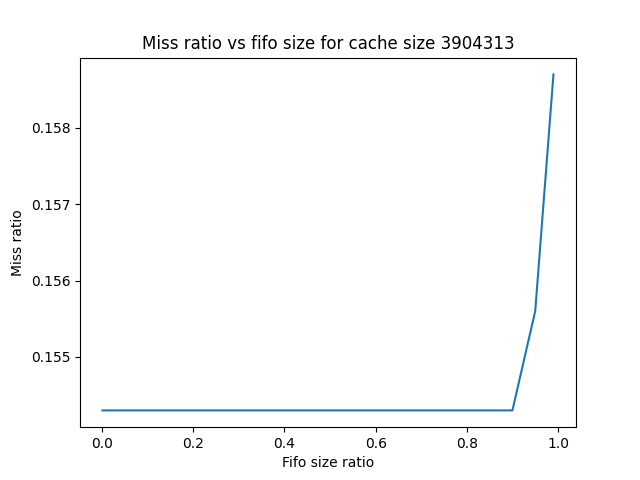 Miss ratio vs fifo size for cache size 3904313
Miss ratio
0.158
0.157
0.156
0.155
0.0 0.2 0.4 0.6 0.8 1.0
Fifo size ratio